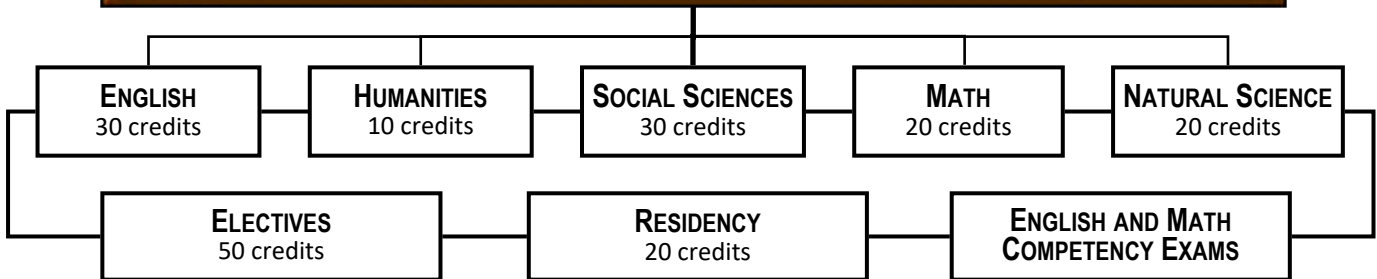 ENGLISH
30 credits
HUMANITIES
10 credits
SOCIAL SCIENCES
30 credits
MATH
20 credits
NATURAL SCIENCE
20 credits
ELECTIVES
50 credits
RESIDENCY
20 credits
ENGLISH AND MATH
COMPETENCY EXAMS